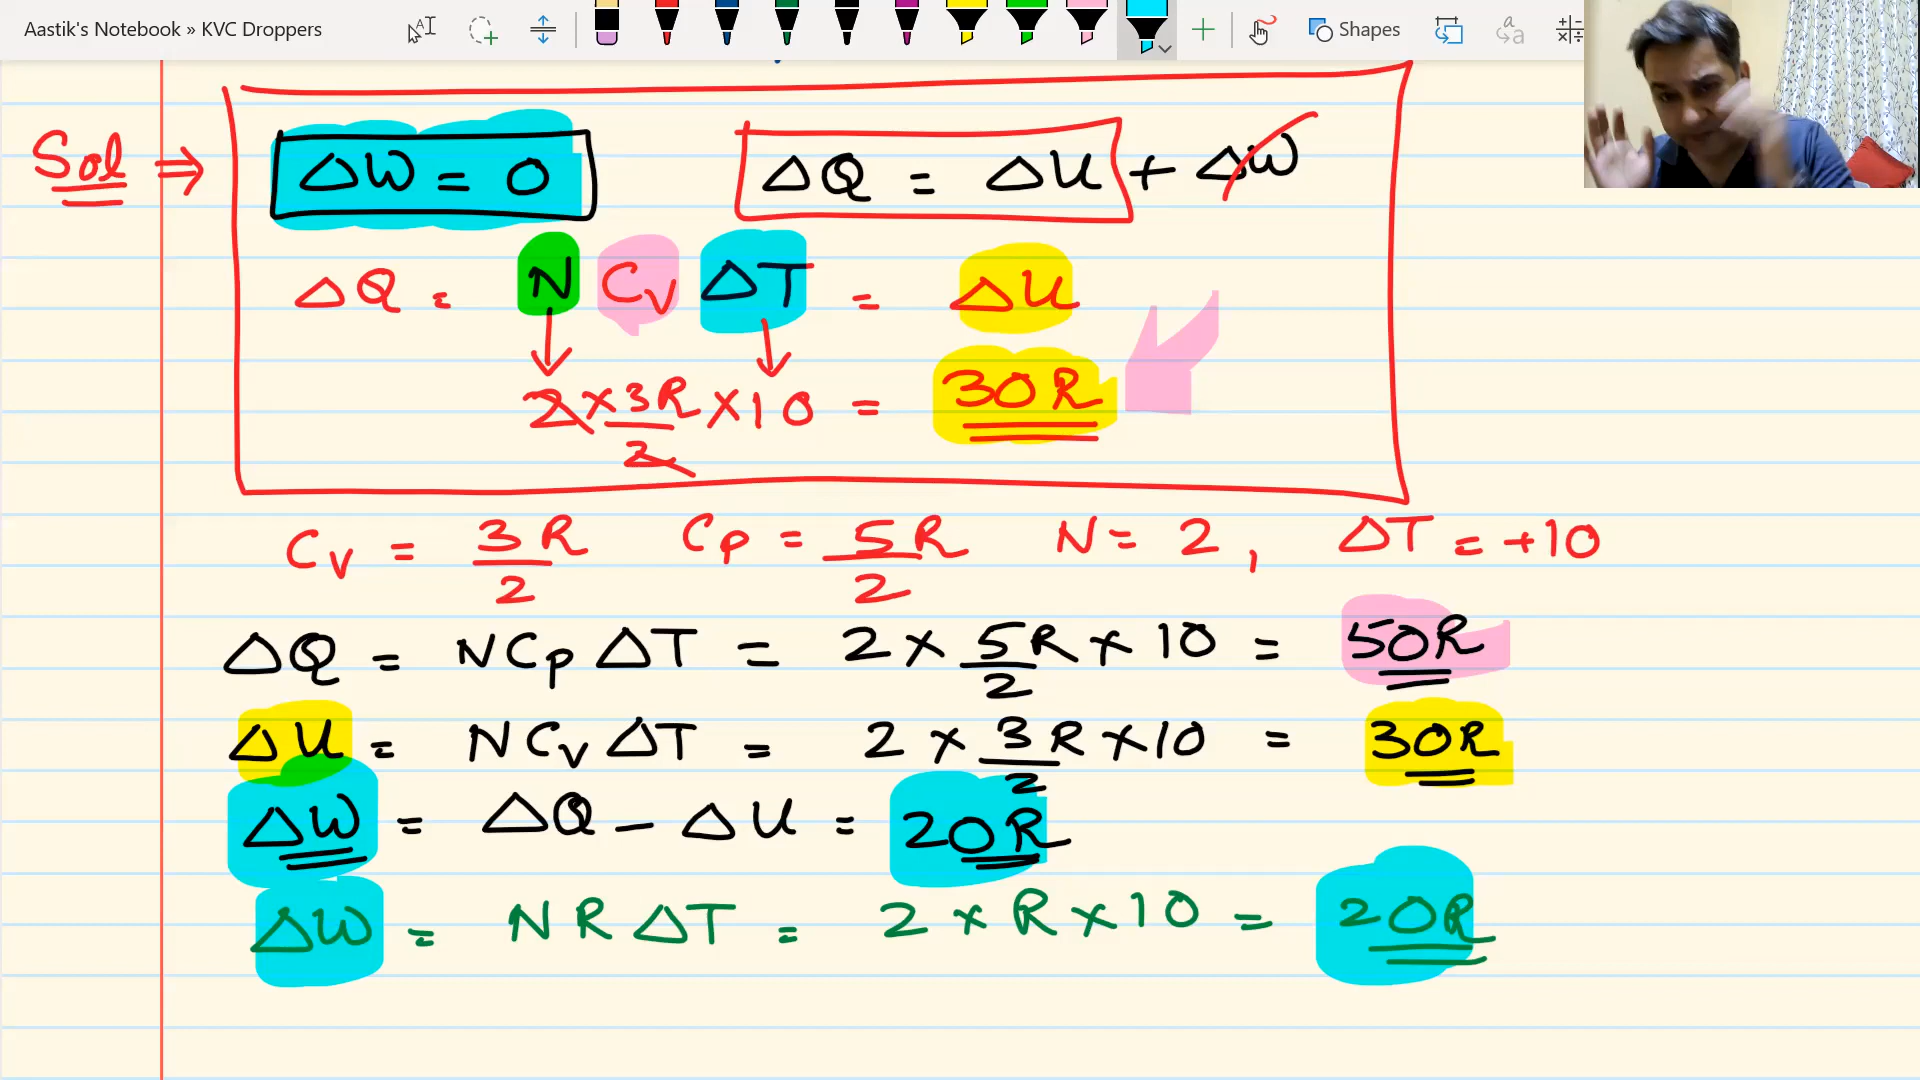 Aastik's Notebook » KVC Droppers
Shapes
Sol ⇒ ΔW = 0 ΔQ = ΔU + ΔW
ΔQ = N Cv ΔT = ΔU
2 × 3R/2 × 10 = 30R
Cv = 3R/2 Cp = 5R/2 N = 2, ΔT = +10
ΔQ = NCp ΔT = 2 × 5R/2 × 10 = 50R
ΔU = NCv ΔT = 2 × 3R/2 × 10 = 30R
ΔW = ΔQ - ΔU = 20R
ΔW = NRΔT = 2 × R × 10 = 20R